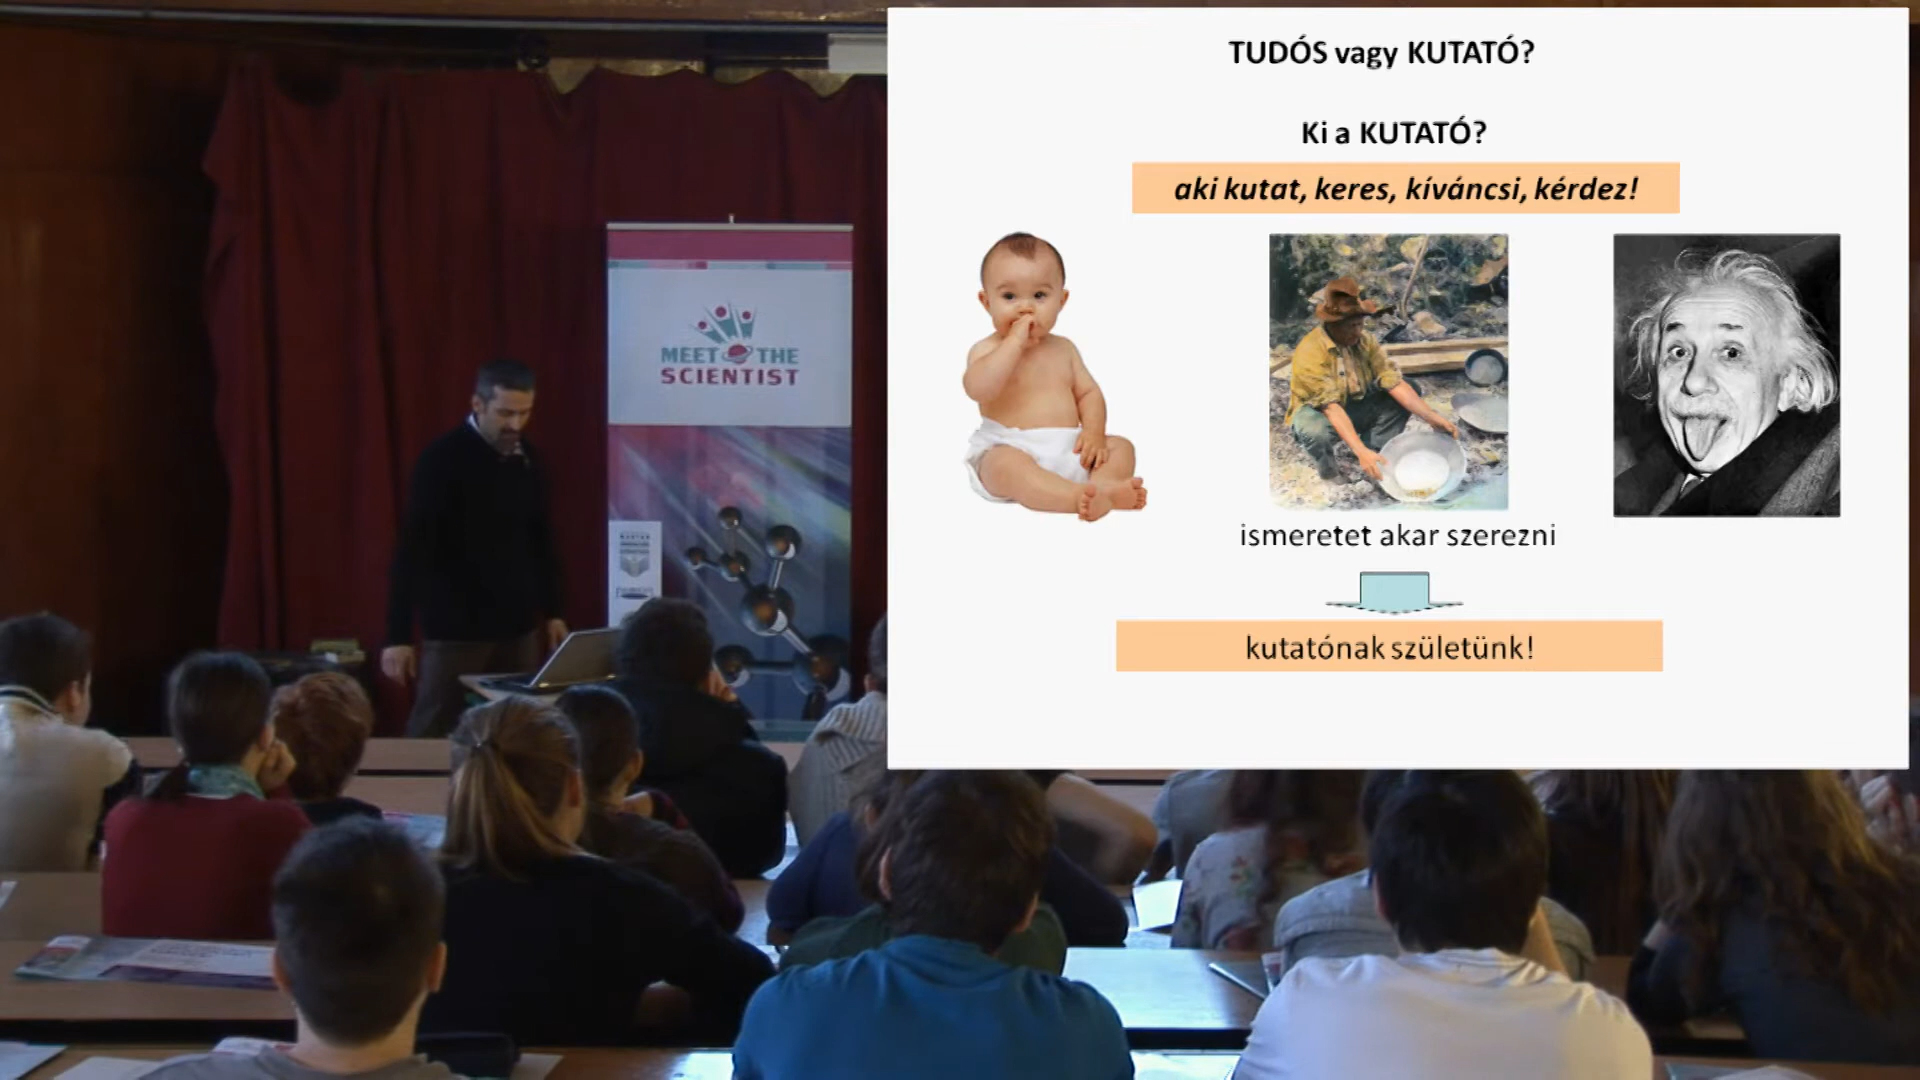 TUDÓS vagy KUTATÓ?
Ki a KUTATÓ?
aki kutat, keres, kíváncsi, kérdez!
ismeretet akar szerezni
kutatónak születünk!
MEET THE
SCIENTIST